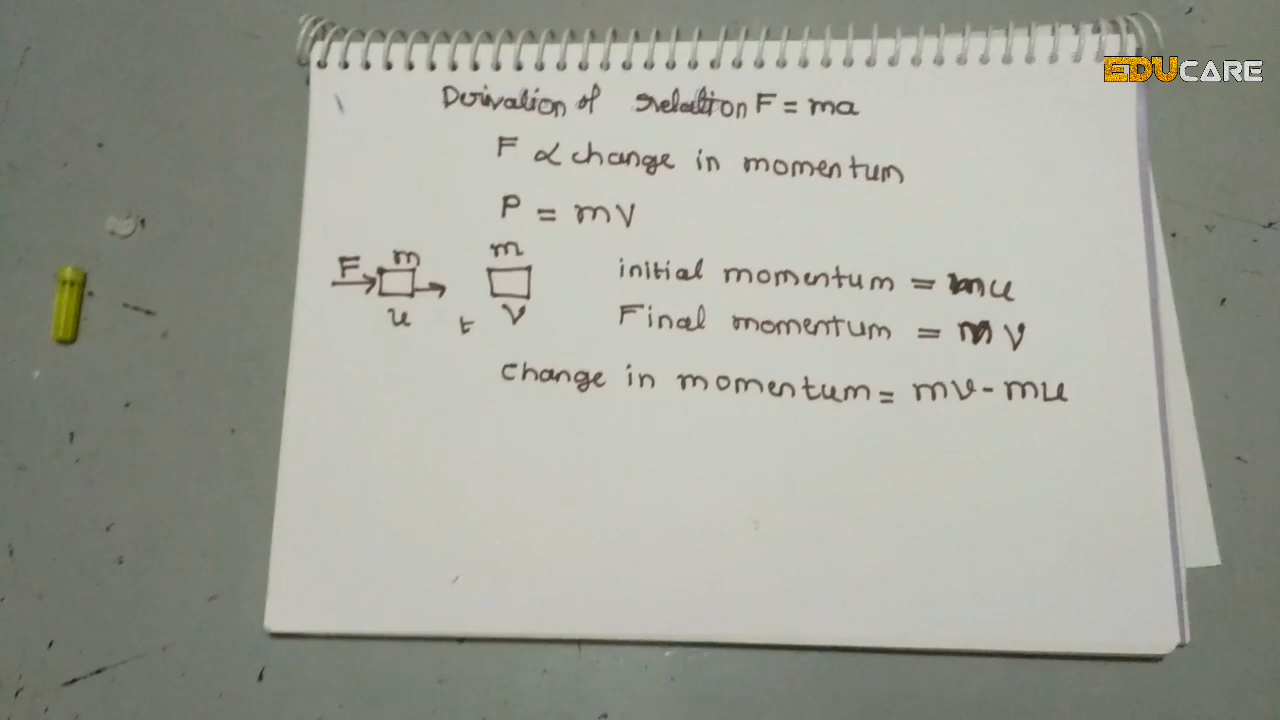 EDUCARE
Derivation of relation F = ma
F ∝ change in momentum
P = mv
F m u t m v
initial momentum = mu
Final momentum = mv
change in momentum = mv - mu